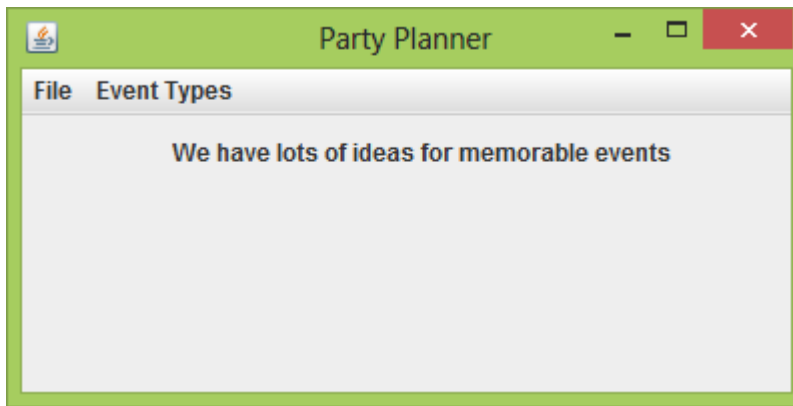 Party Planner
File Event Types
We have lots of ideas for memorable events